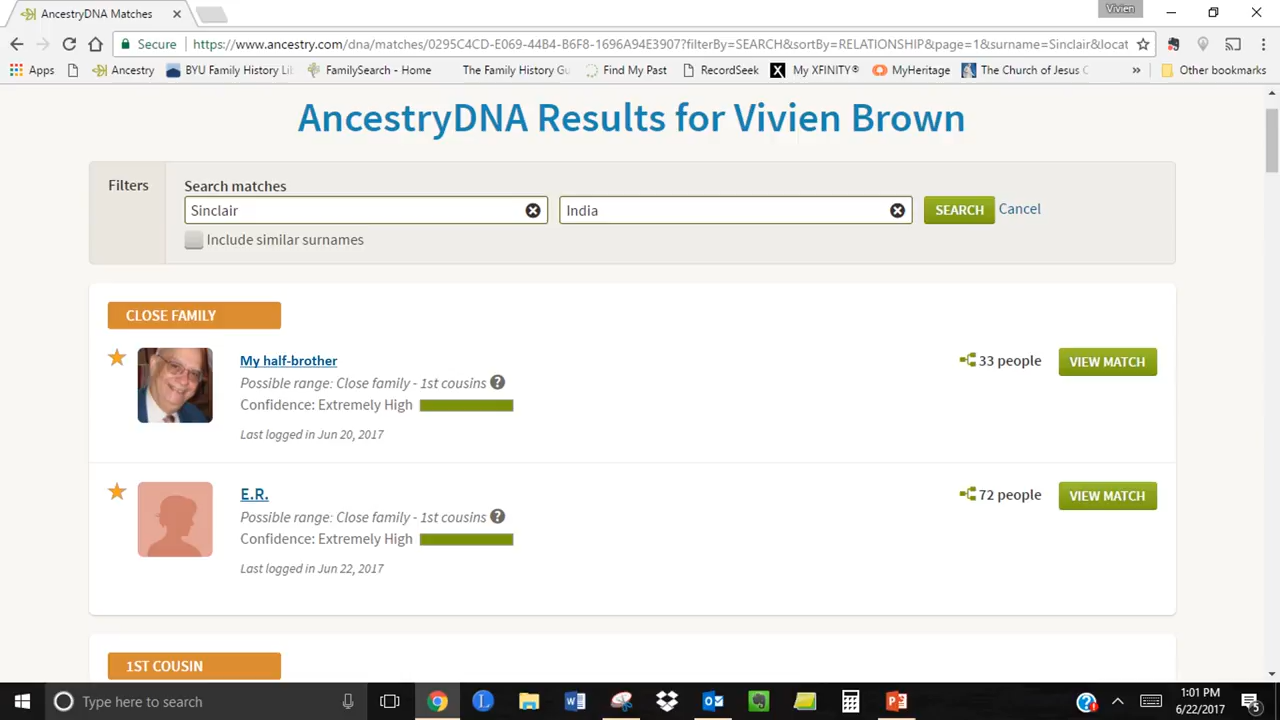 AncestryDNA Matches
Vivien
Secure https://www.ancestry.com/dna/matches/0295C4CD-E069-44B4-B6F8-1696A94E3907?filterBy=SEARCH&sortBy=RELATIONSHIP&page=1&surname=Sinclair&locat
Apps Ancestry BYU Family History Li FamilySearch - Home The Family History Gu Find My Past RecordSeek My XFINITY® MyHeritage The Church of Jesus C » Other bookmarks
AncestryDNA Results for Vivien Brown
Filters
Search matches
Sinclair India SEARCH Cancel
Include similar surnames
CLOSE FAMILY
My half-brother 33 people VIEW MATCH
Possible range: Close family - 1st cousins ?
Confidence: Extremely High
Last logged in Jun 20, 2017
E.R. 72 people VIEW MATCH
Possible range: Close family - 1st cousins ?
Confidence: Extremely High
Last logged in Jun 22, 2017
1ST COUSIN
Type here to search
1:01 PM
6/22/2017
5